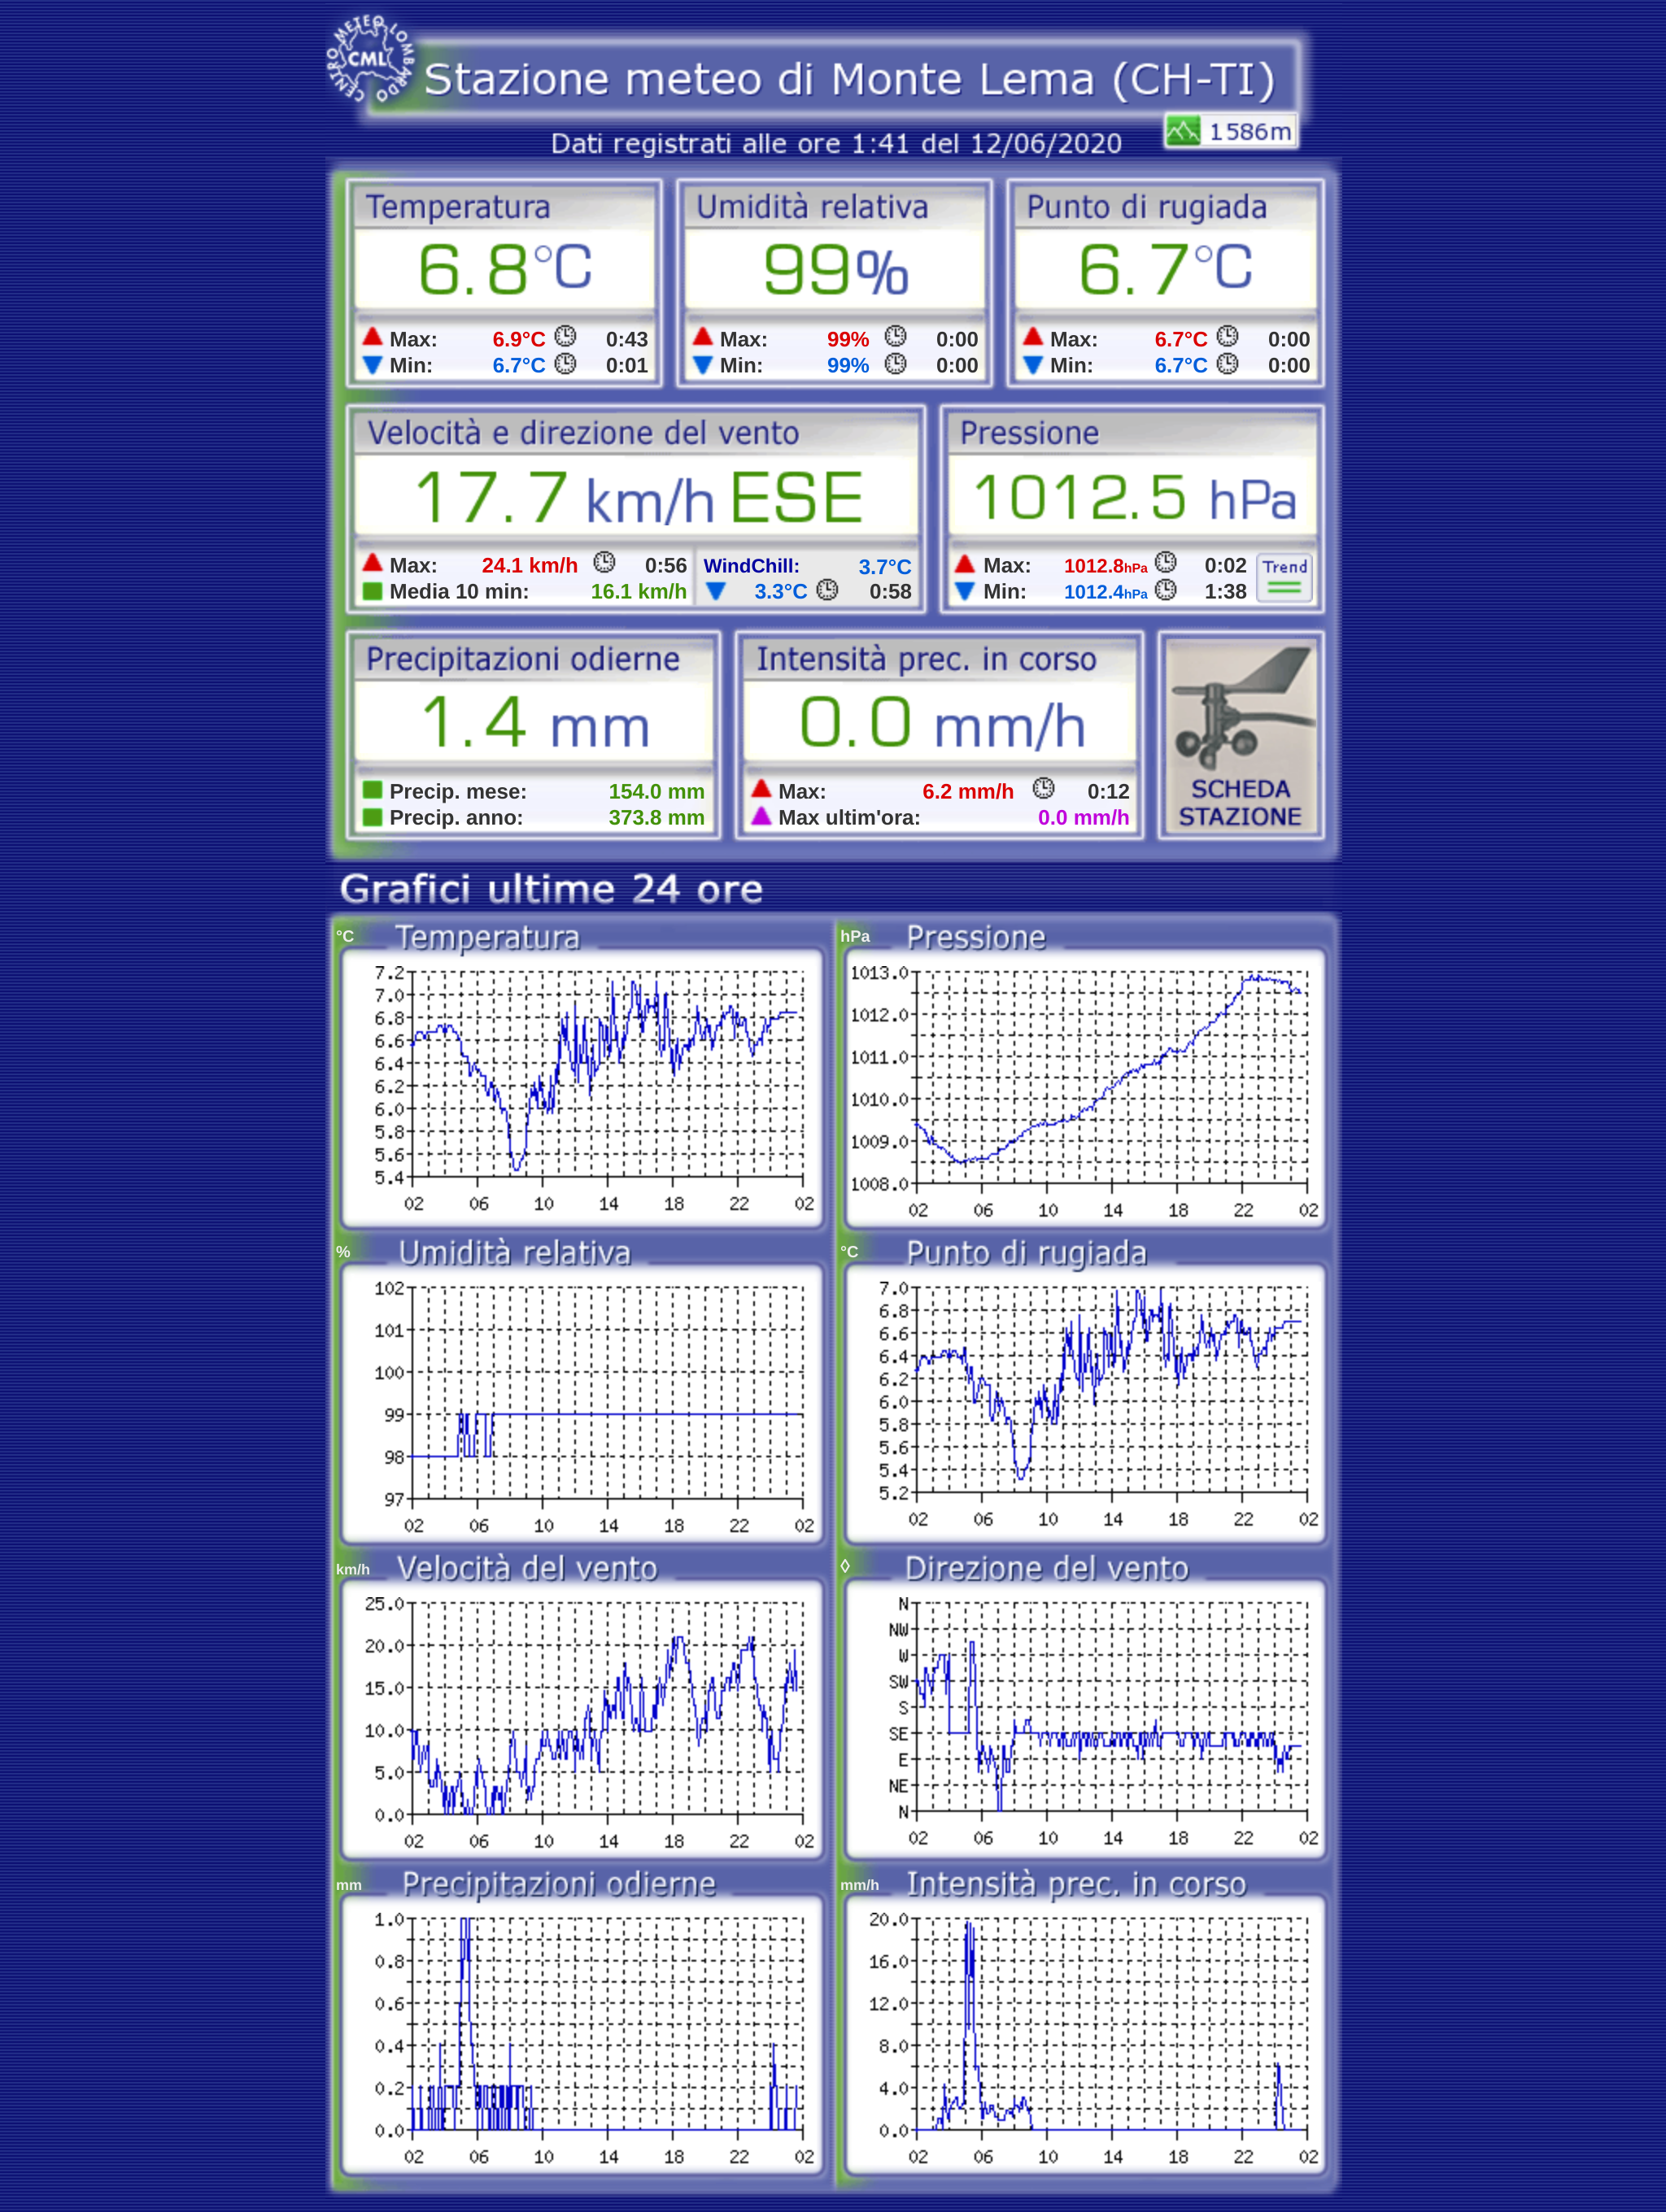 CENTRO METEO LOMBARDO
CML
Stazione meteo di Monte Lema (CH-TI)
1586m
Dati registrati alle ore 1:41 del 12/06/2020
Temperatura Umidità relativa Punto di rugiada
6.8°C 99% 6.7°C
Max: 6.9°C 0:43 Max: 99% 0:00 Max: 6.7°C 0:00
Min: 6.7°C 0:01 Min: 99% 0:00 Min: 6.7°C 0:00
Velocità e direzione del vento Pressione
17.7 km/h ESE 1012.5 hPa
Max: 24.1 km/h 0:56 WindChill: 3.7°C Max: 1012.8hPa 0:02 Trend
Media 10 min: 16.1 km/h 3.3°C 0:58 Min: 1012.4hPa 1:38
Precipitazioni odierne Intensità prec. in corso
1.4 mm 0.0 mm/h
Precip. mese: 154.0 mm Max: 6.2 mm/h 0:12 SCHEDA
Precip. anno: 373.8 mm Max ultim'ora: 0.0 mm/h STAZIONE
Grafici ultime 24 ore
°C Temperatura
7.2
7.0
6.8
6.6
6.4
6.2
6.0
5.8
5.6
5.4
02 06 10 14 18 22 02
hPa Pressione
1013.0
1012.0
1011.0
1010.0
1009.0
1008.0
02 06 10 14 18 22 02
% Umidità relativa
102
101
100
99
98
97
02 06 10 14 18 22 02
°C Punto di rugiada
7.0
6.8
6.6
6.4
6.2
6.0
5.8
5.6
5.4
5.2
02 06 10 14 18 22 02
km/h Velocità del vento
25.0
20.0
15.0
10.0
5.0
0.0
02 06 10 14 18 22 02
◊ Direzione del vento
N
NW
W
SW
S
SE
E
NE
N
02 06 10 14 18 22 02
mm Precipitazioni odierne
1.0
0.8
0.6
0.4
0.2
0.0
02 06 10 14 18 22 02
mm/h Intensità prec. in corso
20.0
16.0
12.0
8.0
4.0
0.0
02 06 10 14 18 22 02